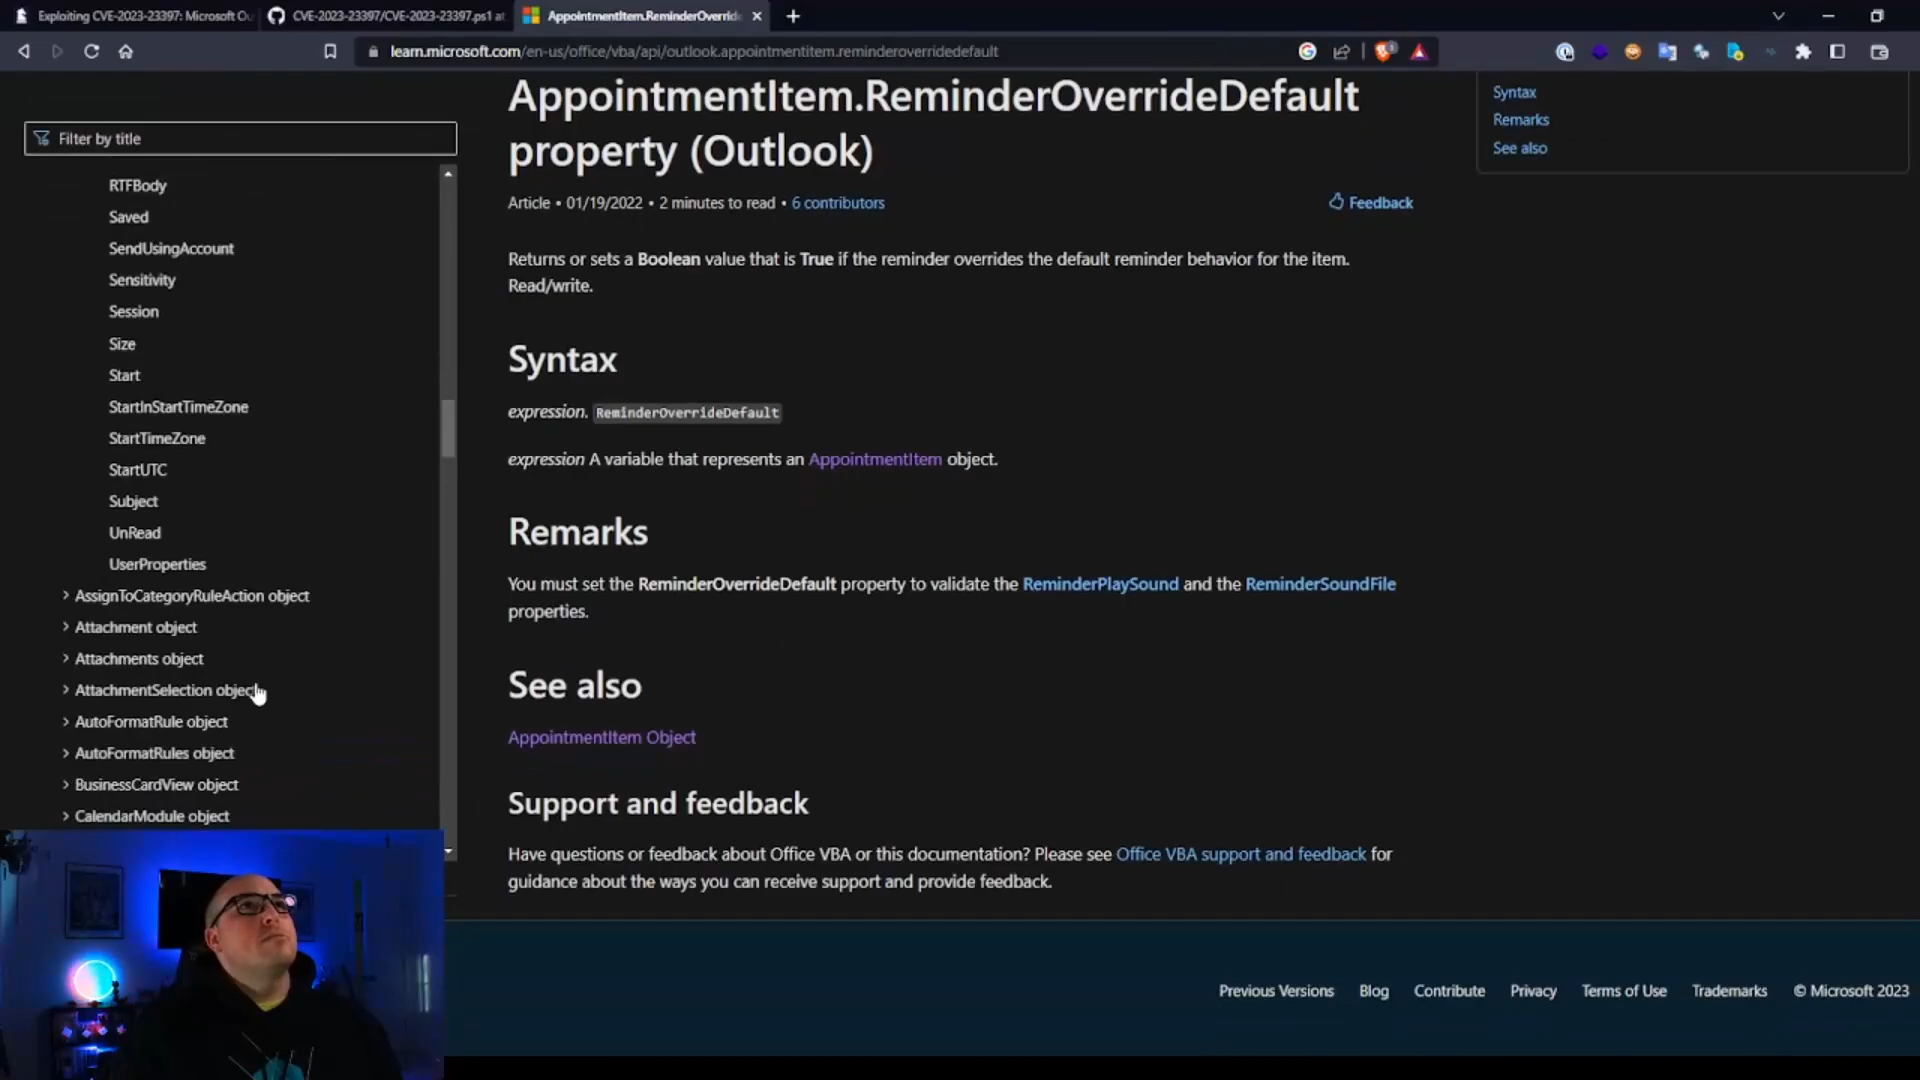 Exploiting CVE-2023-23397: Microsoft Ou
CVE-2023-23397/CVE-2023-23397.ps1 at
AppointmentItem.ReminderOverrid
learn.microsoft.com/en-us/office/vba/api/outlook.appointmentitem.reminderoverridedefault
Filter by title
RTFBody
Saved
SendUsingAccount
Sensitivity
Session
Size
Start
StartInStartTimeZone
StartTimeZone
StartUTC
Subject
UnRead
UserProperties
AssignToCategoryRuleAction object
Attachment object
Attachments object
AttachmentSelection object
AutoFormatRule object
AutoFormatRules object
BusinessCardView object
CalendarModule object
AppointmentItem.ReminderOverrideDefault
property (Outlook)
Article • 01/19/2022 • 2 minutes to read • 6 contributors
Feedback
Returns or sets a Boolean value that is True if the reminder overrides the default reminder behavior for the item.
Read/write.
Syntax
expression. ReminderOverrideDefault
expression A variable that represents an AppointmentItem object.
Remarks
You must set the ReminderOverrideDefault property to validate the ReminderPlaySound and the ReminderSoundFile
properties.
See also
AppointmentItem Object
Support and feedback
Have questions or feedback about Office VBA or this documentation? Please see Office VBA support and feedback for
guidance about the ways you can receive support and provide feedback.
Syntax
Remarks
See also
Previous Versions Blog Contribute Privacy Terms of Use Trademarks © Microsoft 2023